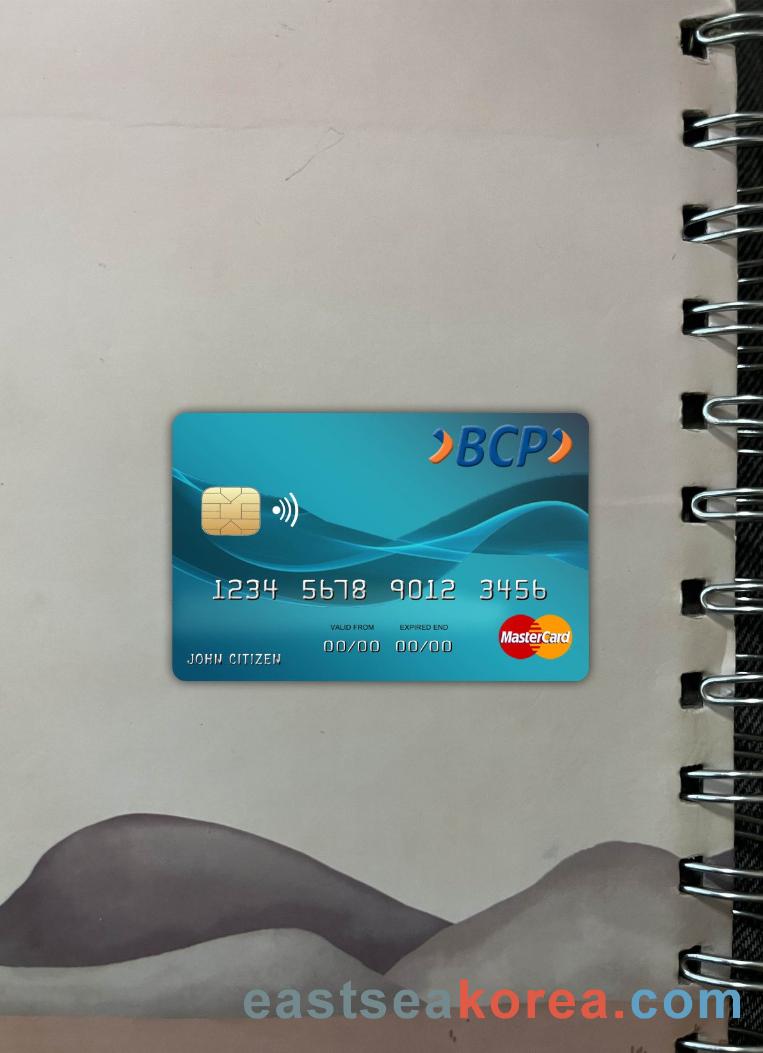 BCP
1234 5678 9012 3456
VALID FROM EXPIRED END
00/00 00/00
MasterCard
JOHN CITIZEN
eastseakorea.com